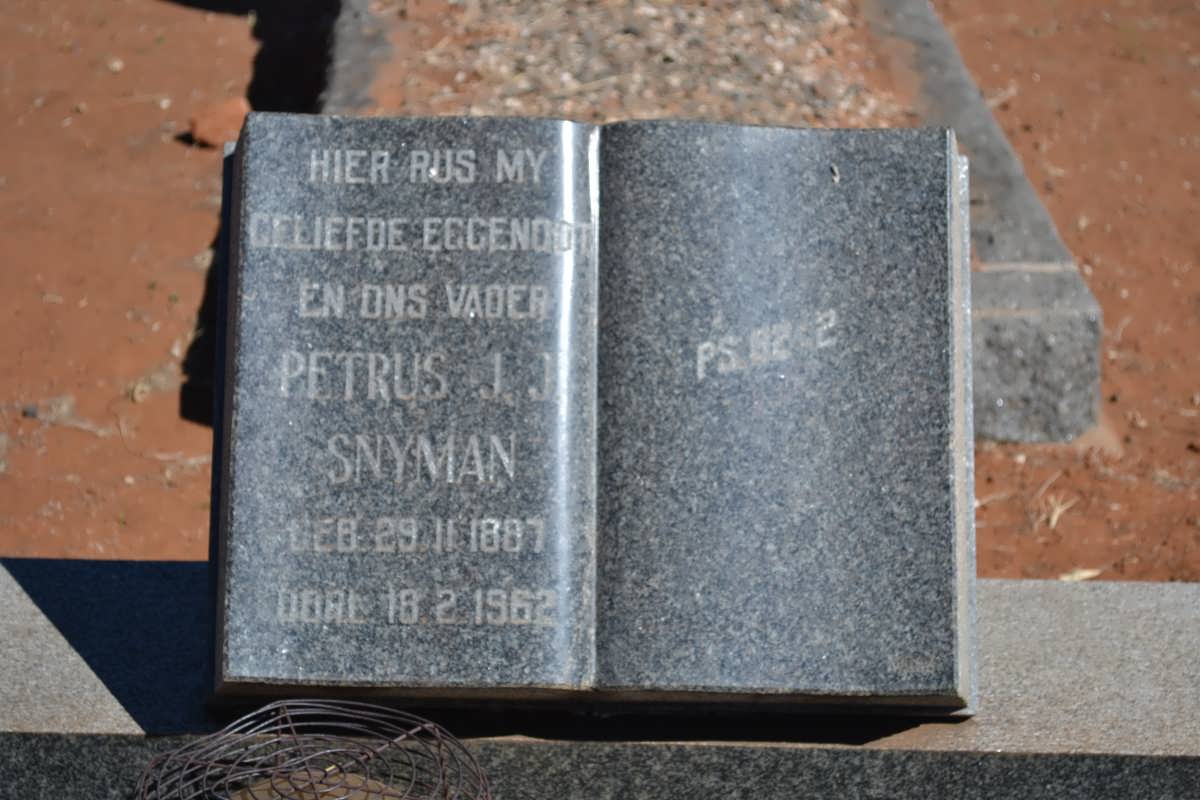 HIER RUS MY
GELIEFDE EGGENOOT
EN ONS VADER
PETRUS J. J.
SNYMAN
GEB. 29.11.1887
OORL. 18.2.1962
PS. 62:2